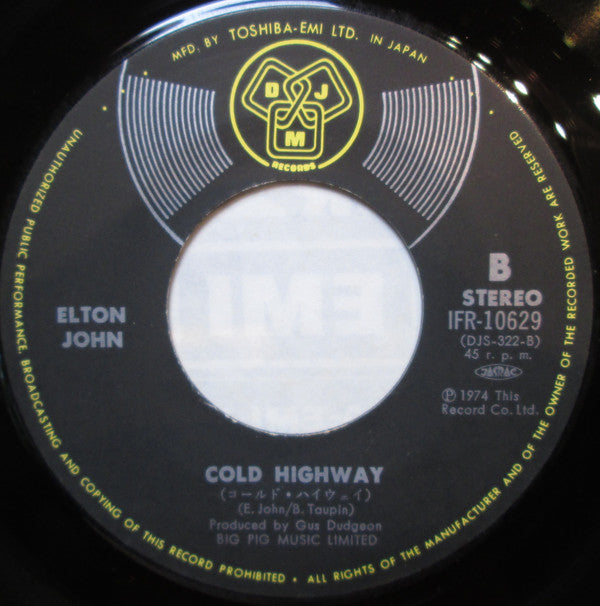 MFD. BY TOSHIBA-EMI LTD. IN JAPAN
D J M
RECORDS
UNAUTHORIZED PUBLIC PERFORMANCE, BROADCASTING AND COPYING OF THIS RECORD PROHIBITED • ALL RIGHTS OF THE MANUFACTURER AND OF THE OWNER OF THE RECORDED WORK ARE RESERVED
ELTON
JOHN
B
STEREO
IFR-10629
(DJS-322-B)
45 r. p. m.
JASRAC
Ⓟ 1974 This
Record Co. Ltd.
EMI
COLD HIGHWAY
(コールド・ハイウェイ)
(E. John/B. Taupin)
Produced by Gus Dudgeon
BIG PIG MUSIC LIMITED